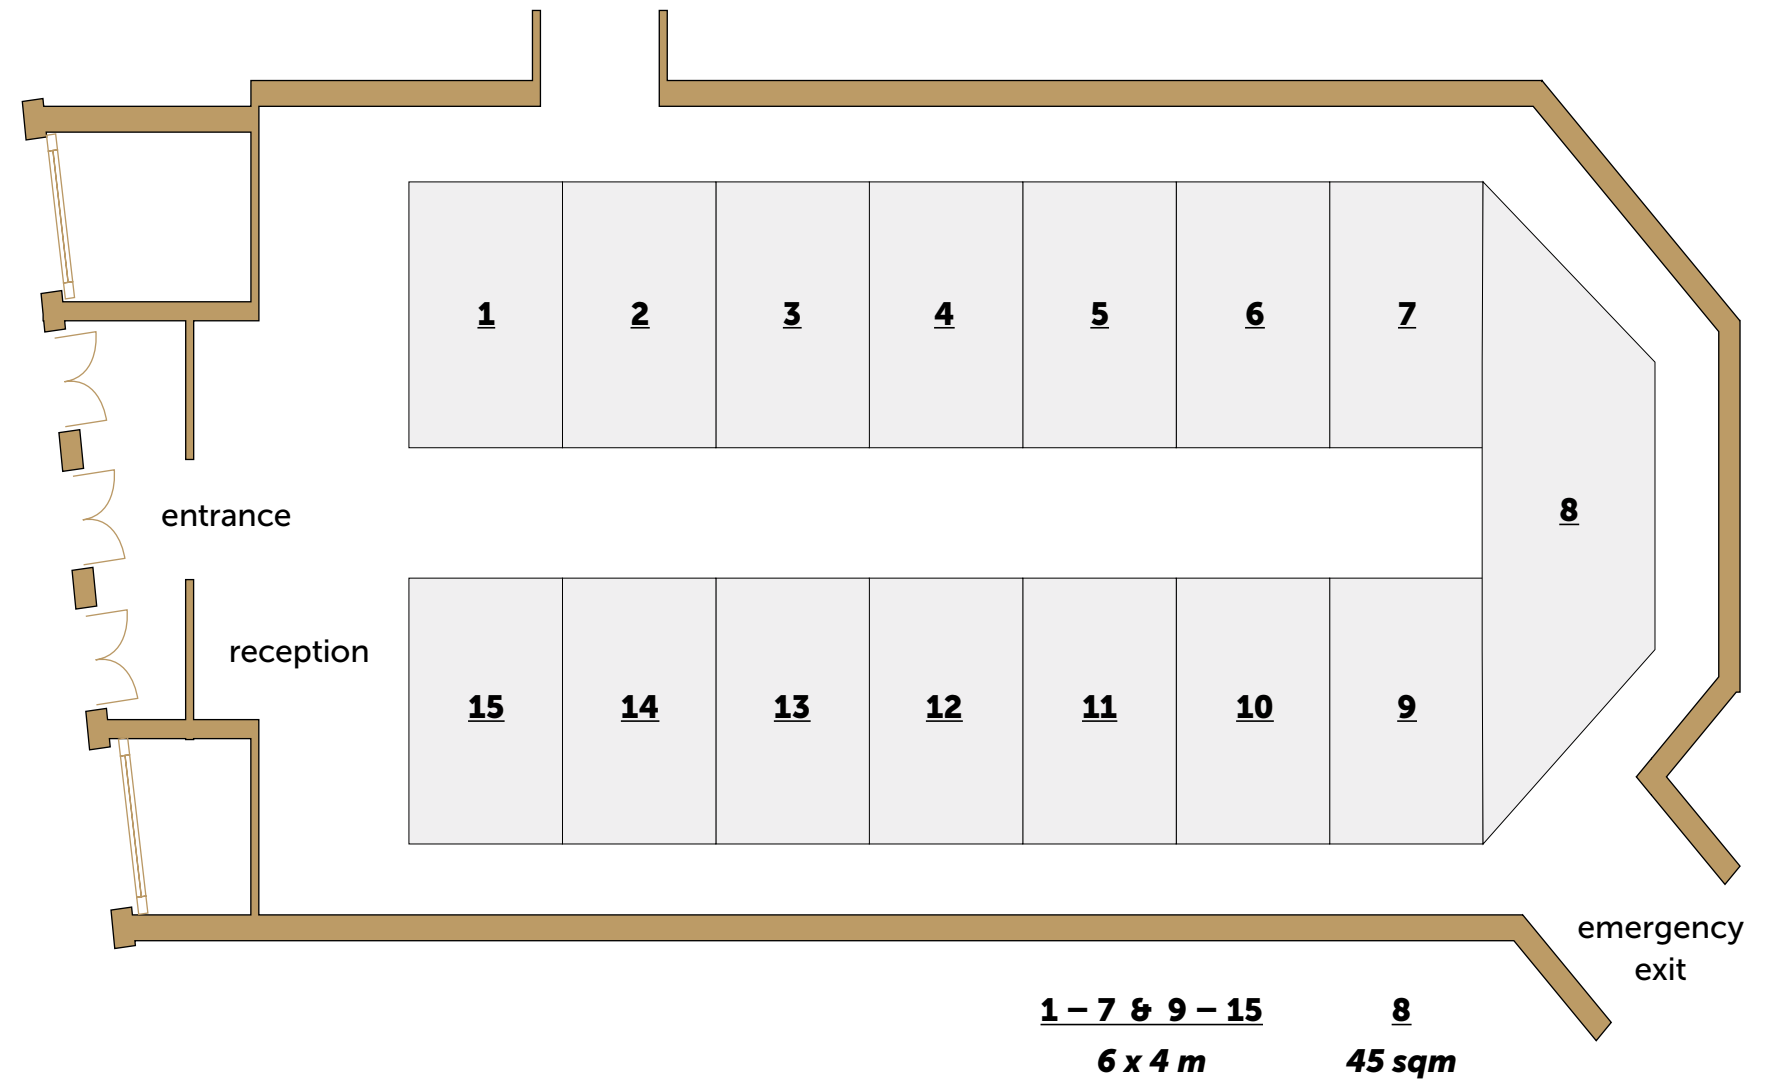 1 2 3 4 5 6 7
entrance
8
reception
15 14 13 12 11 10 9
emergency
exit
1 – 7 & 9 – 15 8
6 x 4 m 45 sqm